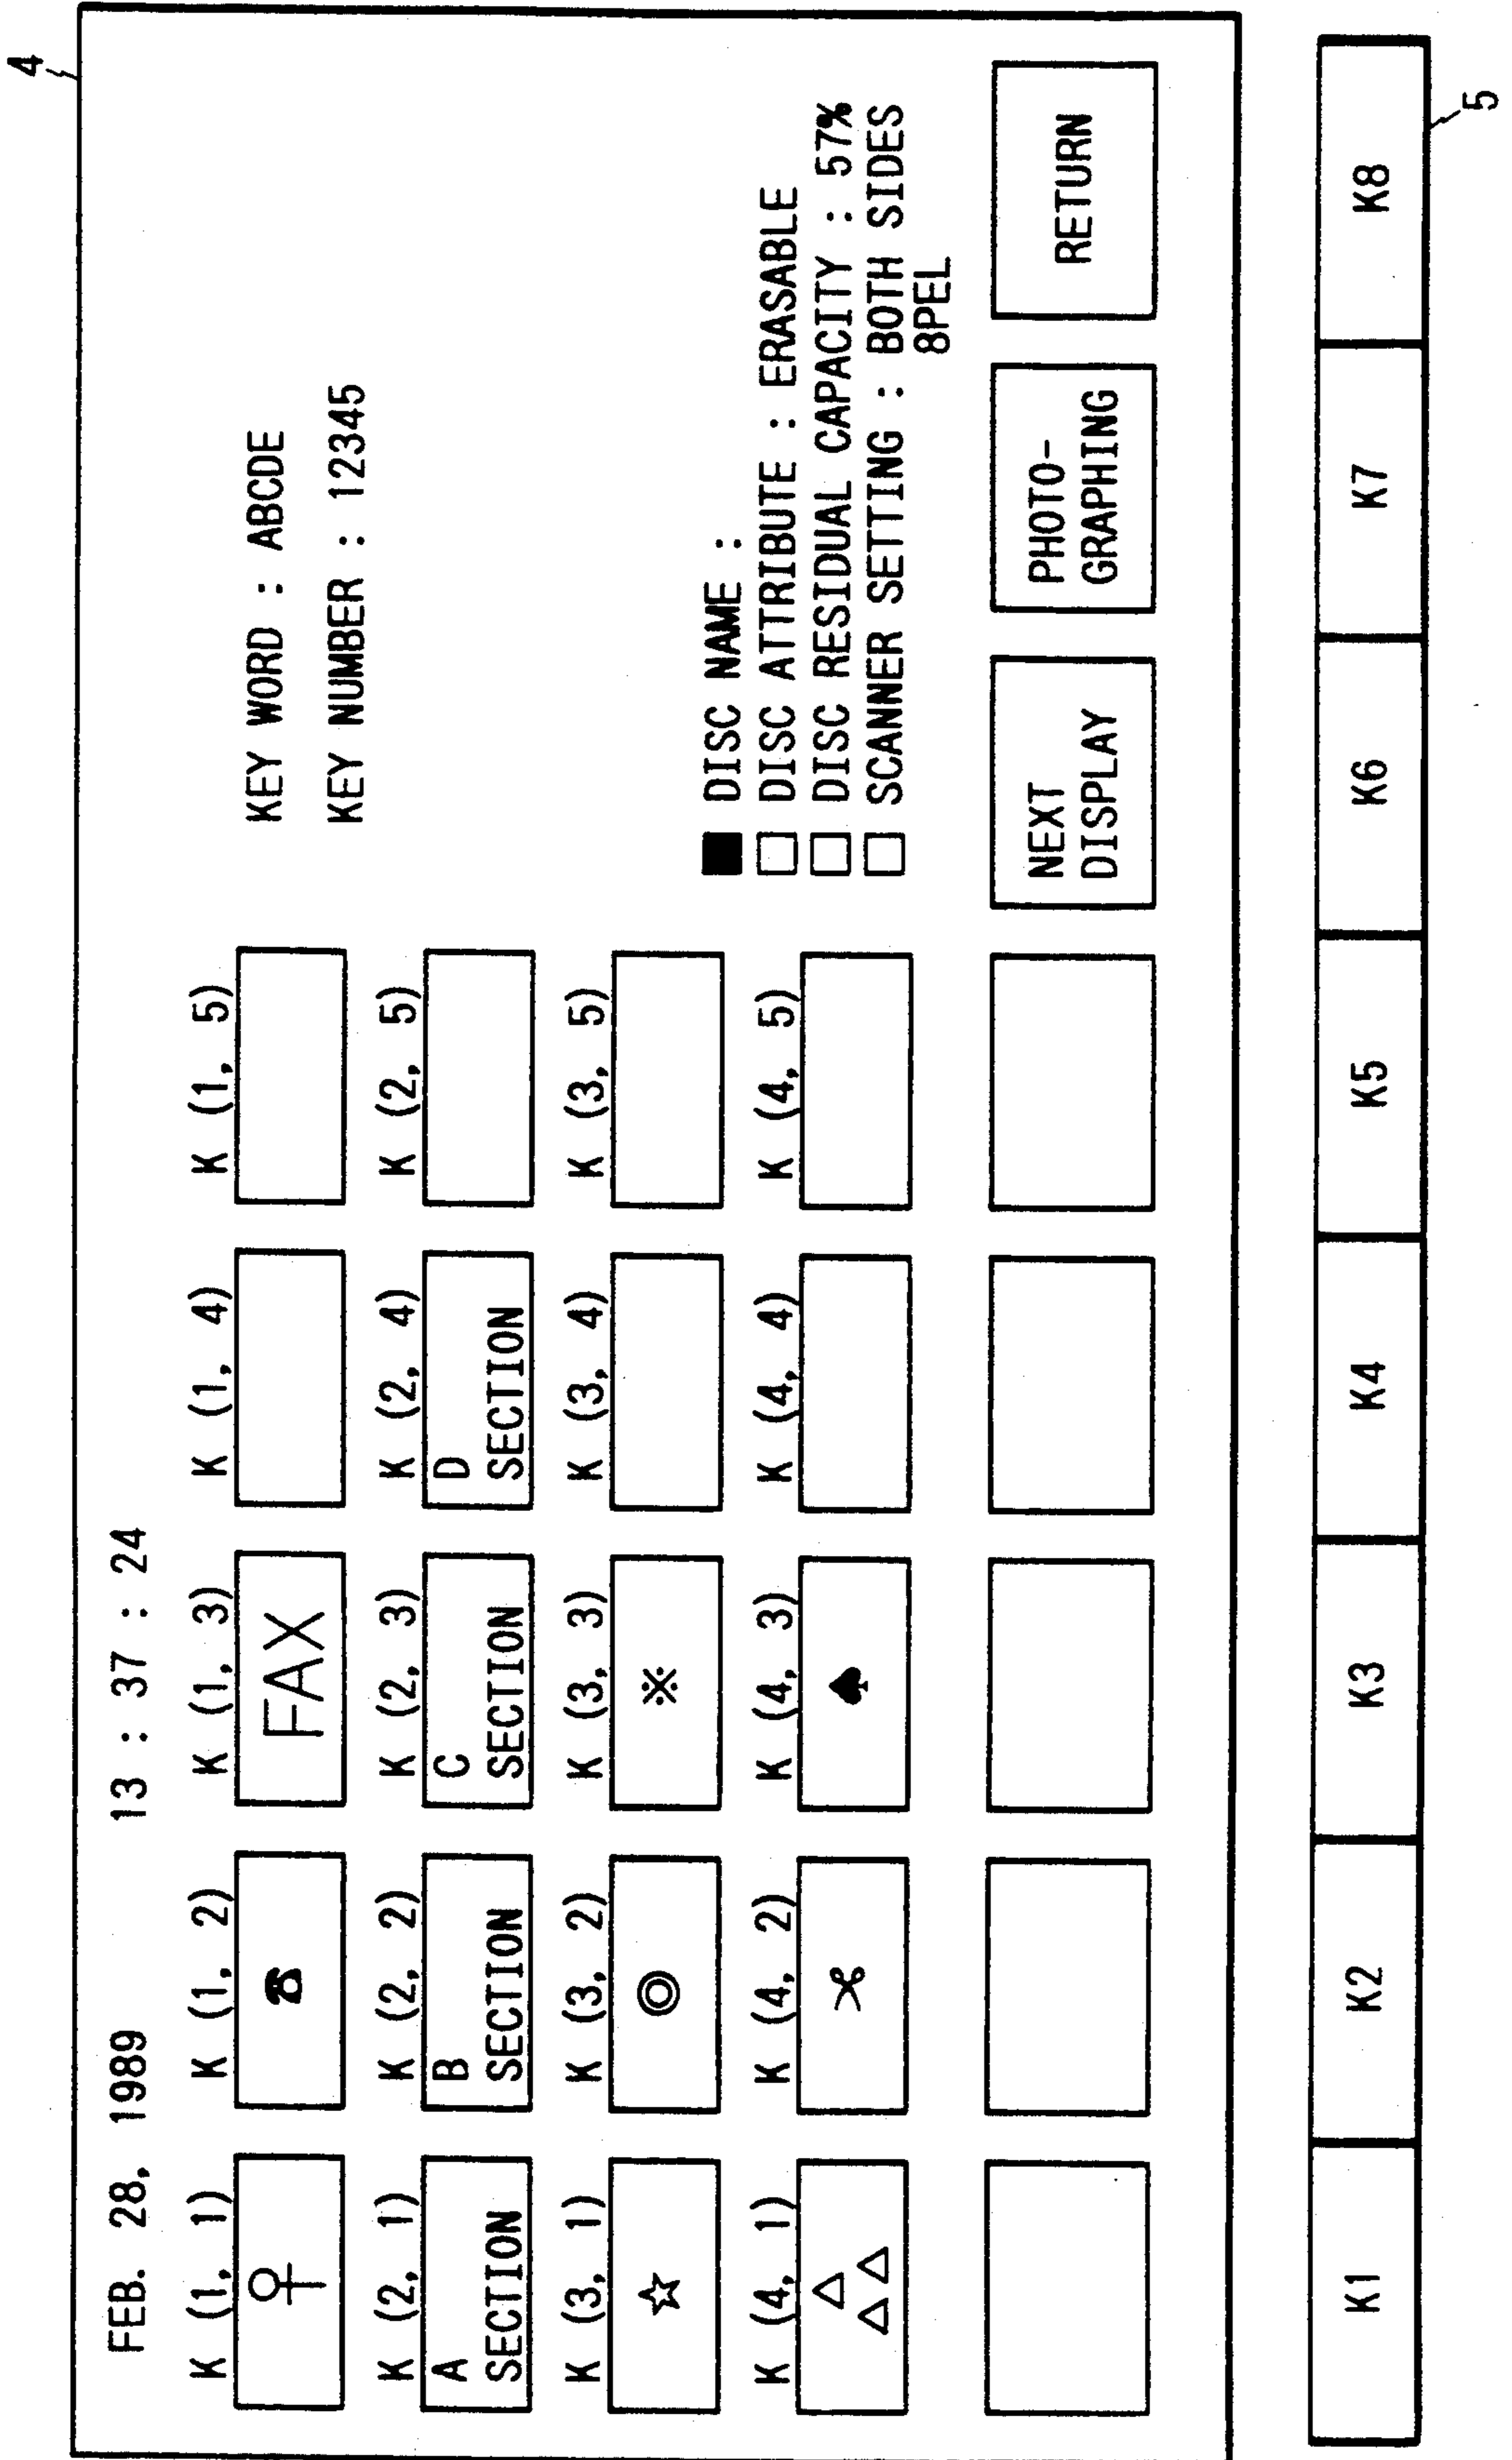 4
FEB. 28, 1989 13 : 37 : 24
K (1, 1) K (1, 2) K (1, 3) K (1, 4) K (1, 5)
♀ ☎ FAX
KEY WORD : ABCDE
KEY NUMBER : 12345
K (2, 1) K (2, 2) K (2, 3) K (2, 4) K (2, 5)
A SECTION
B SECTION
C SECTION
D SECTION
K (3, 1) K (3, 2) K (3, 3) K (3, 4) K (3, 5)
☆ ◎ ※
K (4, 1) K (4, 2) K (4, 3) K (4, 4) K (4, 5)
■ DISC NAME :
□ DISC ATTRIBUTE : ERASABLE
□ DISC RESIDUAL CAPACITY : 57%
□ SCANNER SETTING : BOTH SIDES
8PEL
NEXT
DISPLAY
PHOTO-
GRAPHING
RETURN
K1 K2 K3 K4 K5 K6 K7 K8
5